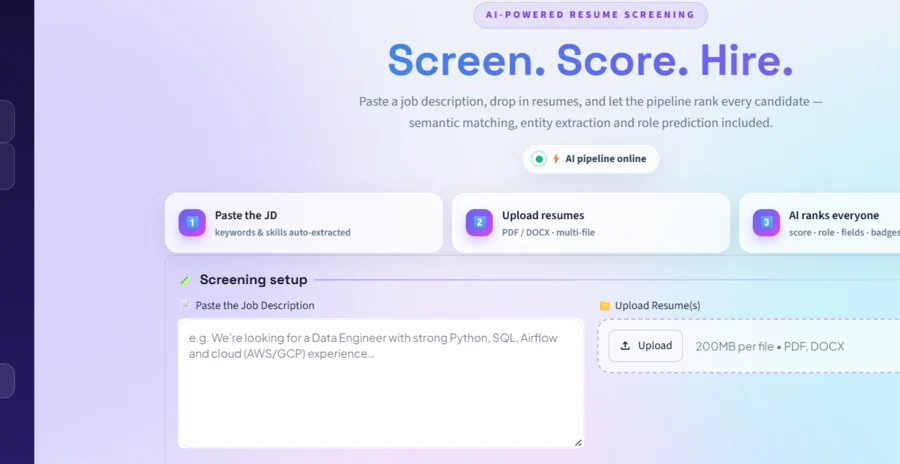 AI-POWERED RESUME SCREENING
Screen. Score. Hire.
Paste a job description, drop in resumes, and let the pipeline rank every candidate —
semantic matching, entity extraction and role prediction included.
AI pipeline online
1
Paste the JD
keywords & skills auto-extracted
2
Upload resumes
PDF / DOCX · multi-file
3
AI ranks everyone
score · role · fields · badges
Screening setup
Paste the Job Description
e.g. We're looking for a Data Engineer with strong Python, SQL, Airflow
and cloud (AWS/GCP) experience...
Upload Resume(s)
Upload
200MB per file • PDF, DOCX